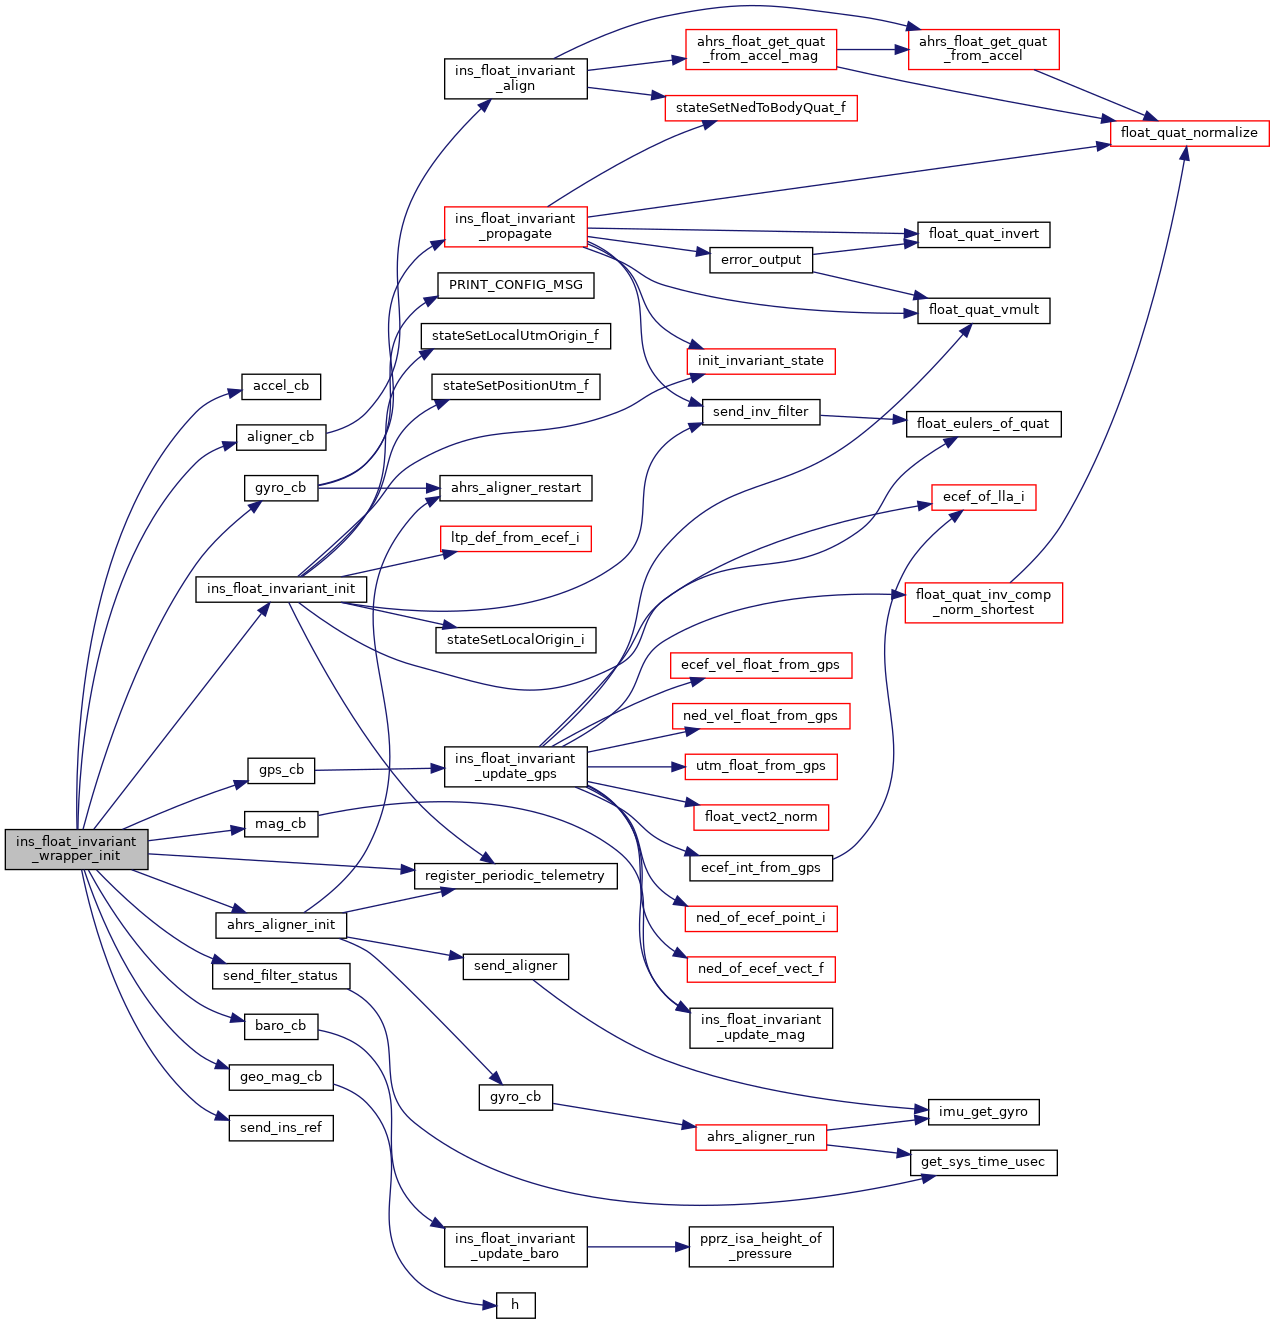 ins_float_invariant
_align
ahrs_float_get_quat
_from_accel_mag
ahrs_float_get_quat
_from_accel
stateSetNedToBodyQuat_f
float_quat_normalize
ins_float_invariant
_propagate
float_quat_invert
error_output
PRINT_CONFIG_MSG
float_quat_vmult
stateSetLocalUtmOrigin_f
init_invariant_state
accel_cb
stateSetPositionUtm_f
send_inv_filter
float_eulers_of_quat
aligner_cb
gyro_cb
ahrs_aligner_restart
ecef_of_lla_i
ltp_def_from_ecef_i
ins_float_invariant_init
float_quat_inv_comp
_norm_shortest
stateSetLocalOrigin_i
ecef_vel_float_from_gps
ned_vel_float_from_gps
gps_cb
ins_float_invariant
_update_gps
utm_float_from_gps
mag_cb
float_vect2_norm
ins_float_invariant
_wrapper_init
register_periodic_telemetry
ecef_int_from_gps
ahrs_aligner_init
ned_of_ecef_point_i
send_filter_status
send_aligner
ned_of_ecef_vect_f
baro_cb
ins_float_invariant
_update_mag
geo_mag_cb
gyro_cb
imu_get_gyro
send_ins_ref
ahrs_aligner_run
get_sys_time_usec
ins_float_invariant
_update_baro
pprz_isa_height_of
_pressure
h